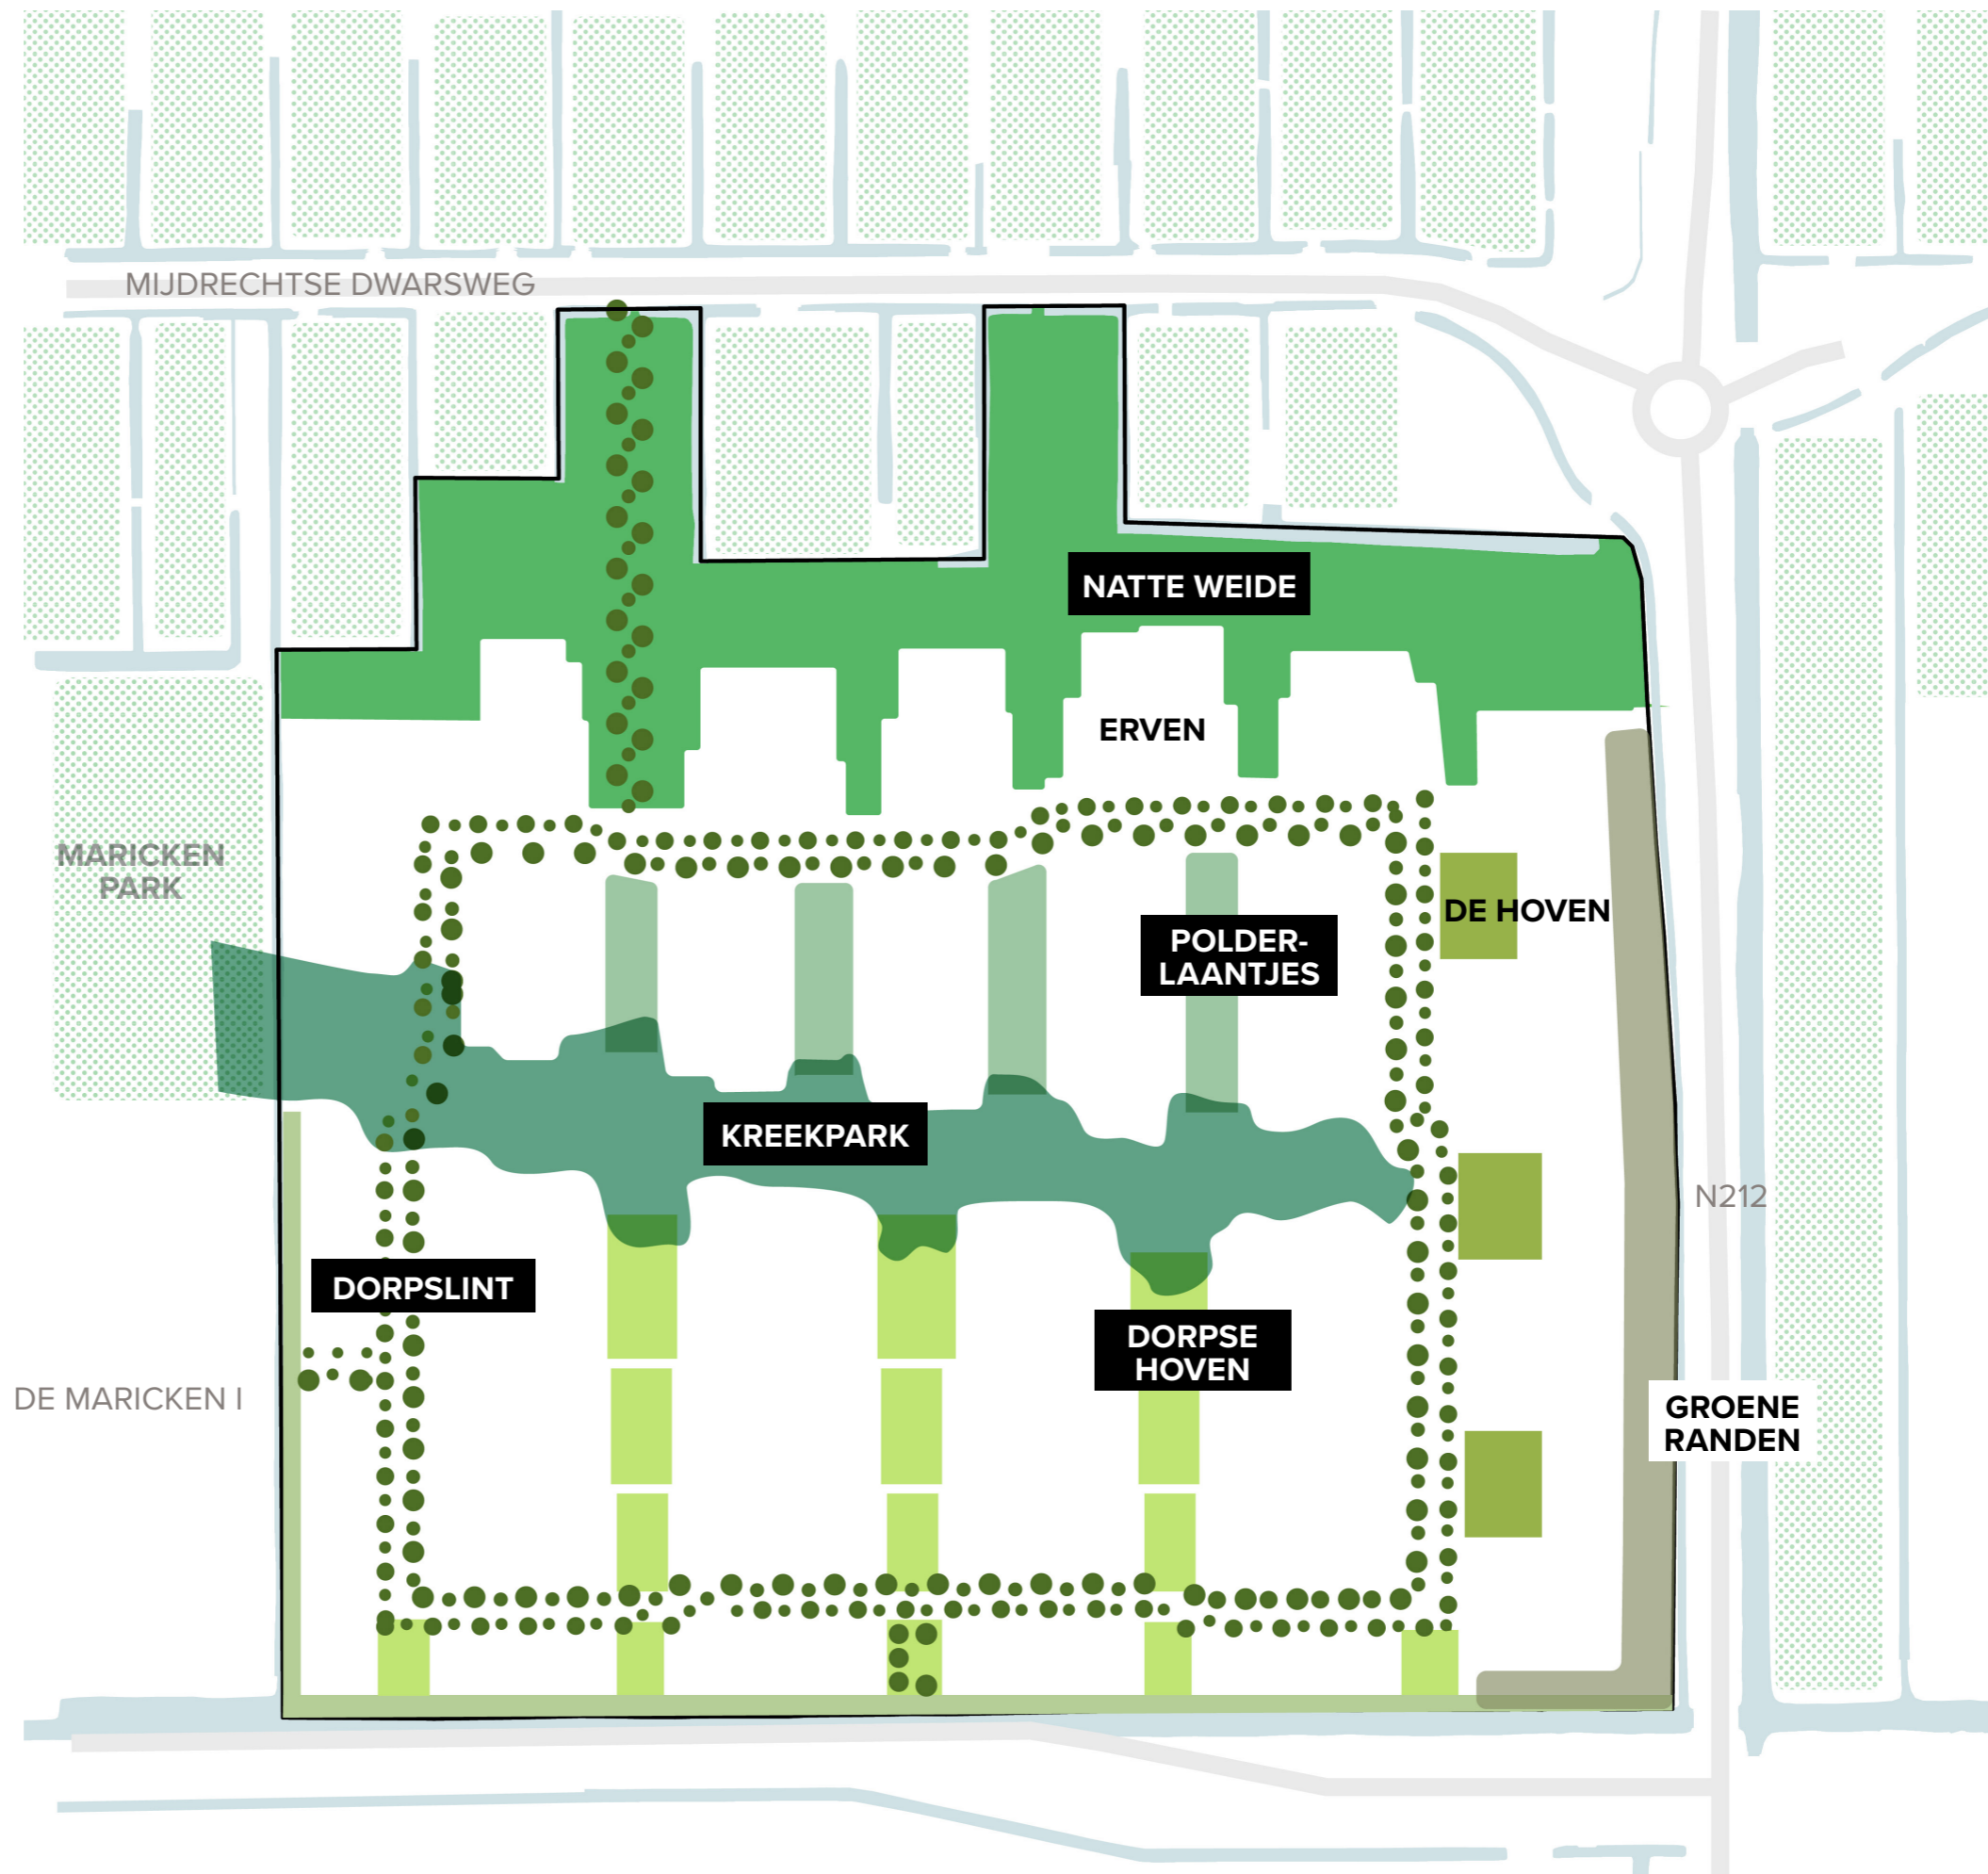 MIJDRECHTSE DWARSWEG
NATTE WEIDE
ERVEN
MARICKEN
PARK
DE HOVEN
POLDER-
LAANTJES
KREEKPARK
N212
DORPSLINT
DORPSE
HOVEN
DE MARICKEN I
GROENE
RANDEN